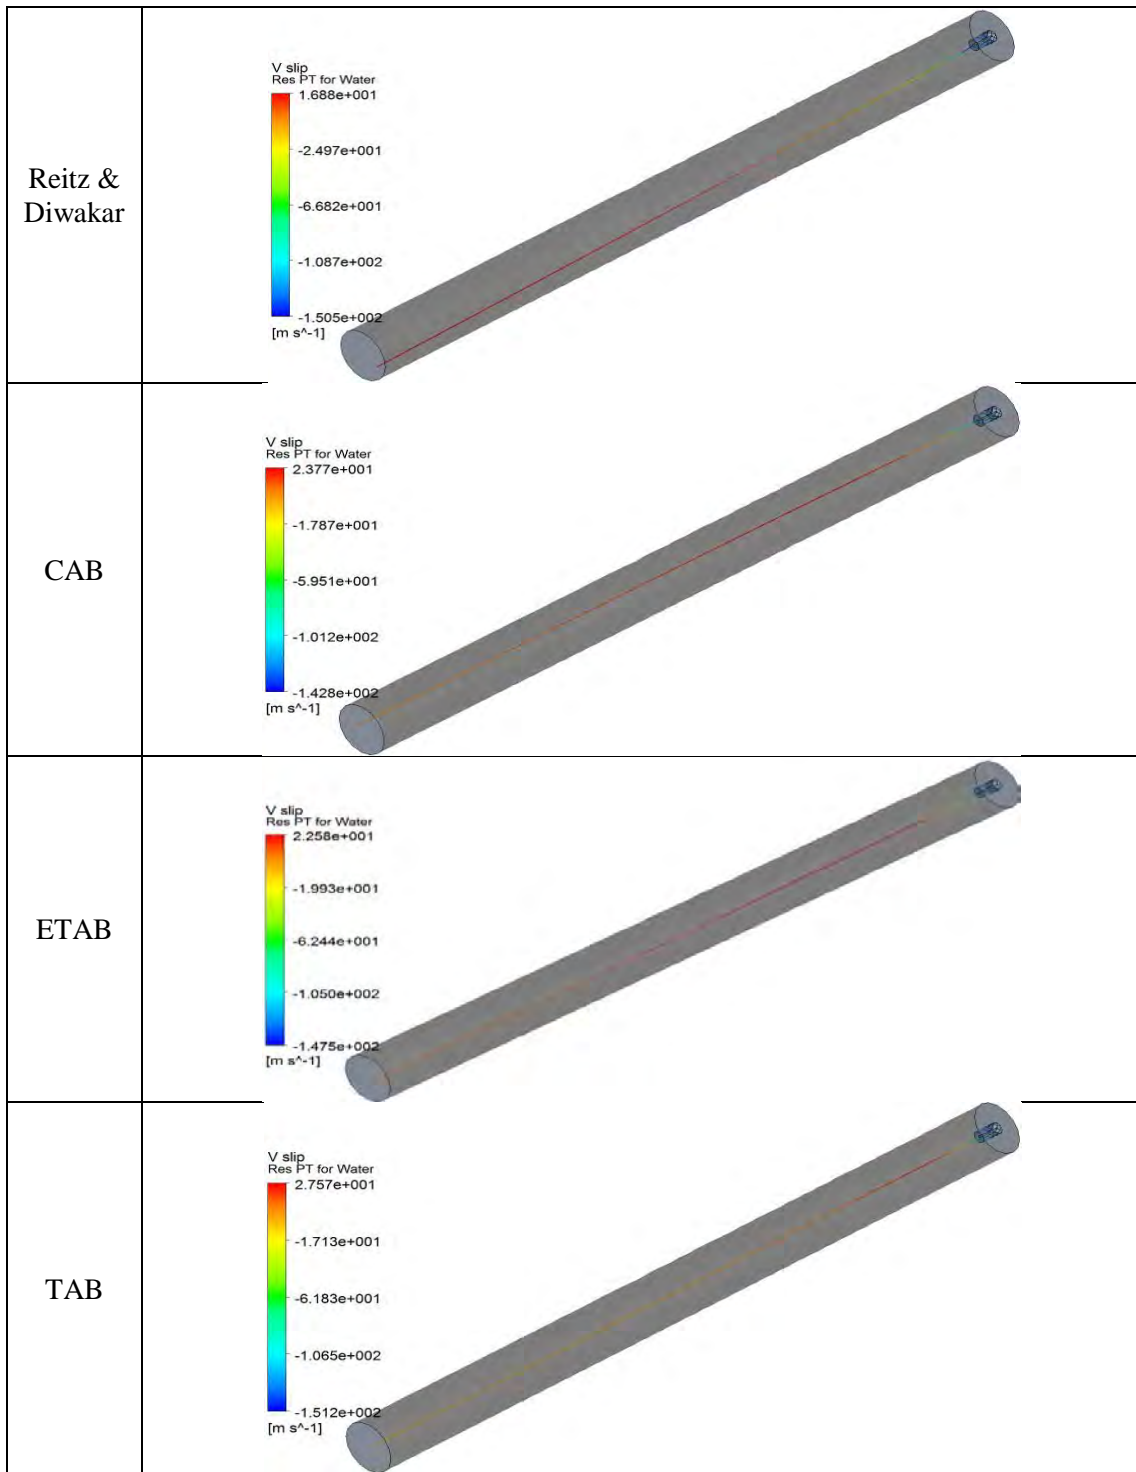 Reitz &
Diwakar
V slip
Res PT for Water
1.688e+001
-2.497e+001
-6.682e+001
-1.087e+002
-1.505e+002
[m s^-1]
CAB
V slip
Res PT for Water
2.377e+001
-1.787e+001
-5.951e+001
-1.012e+002
-1.428e+002
[m s^-1]
ETAB
V slip
Res PT for Water
2.258e+001
-1.993e+001
-6.244e+001
-1.050e+002
-1.475e+002
[m s^-1]
TAB
V slip
Res PT for Water
2.757e+001
-1.713e+001
-6.183e+001
-1.065e+002
-1.512e+002
[m s^-1]